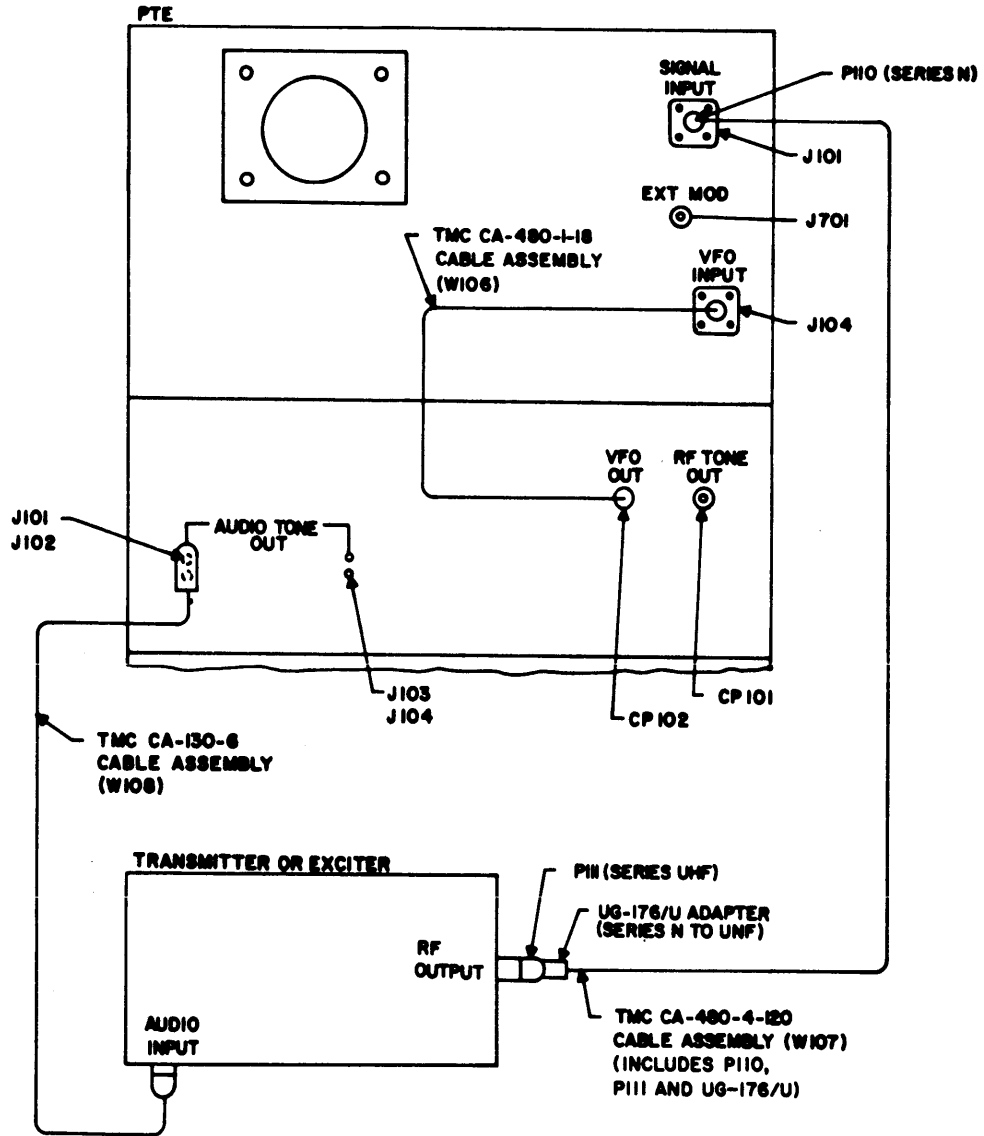 PTE
SIGNAL
INPUT
P110 (SERIES N)
J101
EXT MOD
J701
TMC CA-480-1-18
CABLE ASSEMBLY
(W106)
VFO
INPUT
J104
VFO
OUT
RF TONE
OUT
J101
J102
AUDIO TONE
OUT
J103
J104
CP102
CP101
TMC CA-130-6
CABLE ASSEMBLY
(W108)
TRANSMITTER OR EXCITER
P111 (SERIES UHF)
UG-176/U ADAPTER
(SERIES N TO UNF)
RF
OUTPUT
AUDIO
INPUT
TMC CA-480-4-120
CABLE ASSEMBLY (W107)
(INCLUDES P110,
P111 AND UG-176/U)